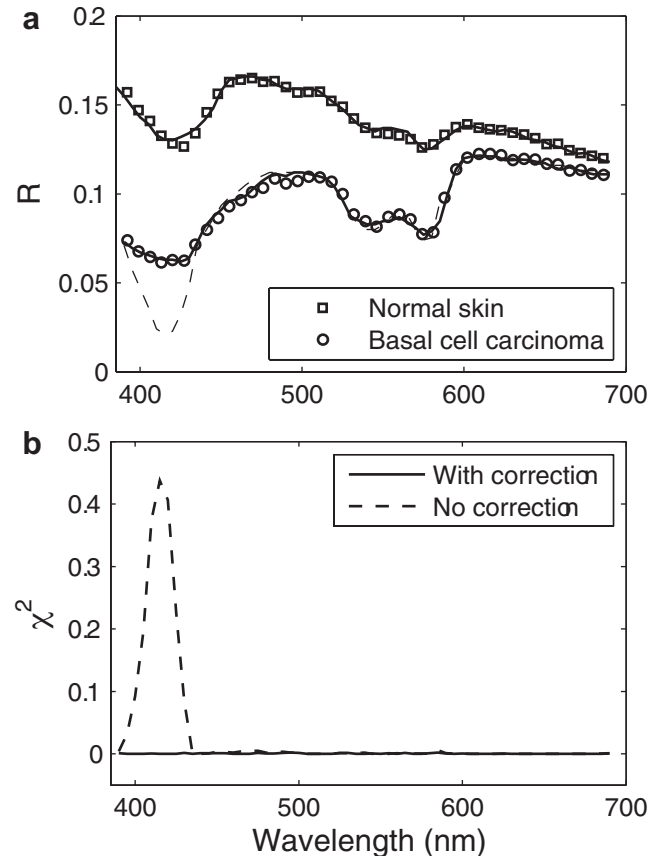 a
0.2
0.15
0.1
0.05
0
R
Normal skin
Basal cell carcinoma
400 500 600 700
b
0.5
0.4
0.3
0.2
0.1
0
χ²
With correction
No correction
400 500 600 700
Wavelength (nm)